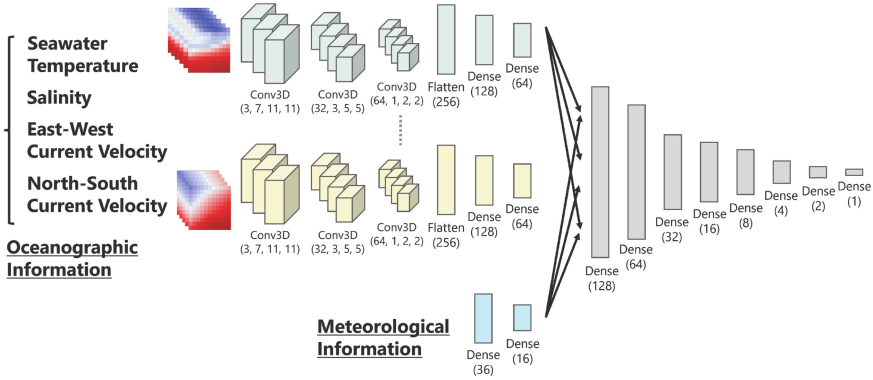 Seawater
Temperature
Salinity
East-West
Current Velocity
North-South
Current Velocity
Oceanographic
Information
Conv3D
(3, 7, 11, 11)
Conv3D
(32, 3, 5, 5)
Conv3D
(64, 1, 2, 2)
Flatten
(256)
Dense
(128)
Dense
(64)
Conv3D
(3, 7, 11, 11)
Conv3D
(32, 3, 5, 5)
Conv3D
(64, 1, 2, 2)
Flatten
(256)
Dense
(128)
Dense
(64)
Meteorological
Information
Dense
(36)
Dense
(16)
Dense
(128)
Dense
(64)
Dense
(32)
Dense
(16)
Dense
(8)
Dense
(4)
Dense
(2)
Dense
(1)